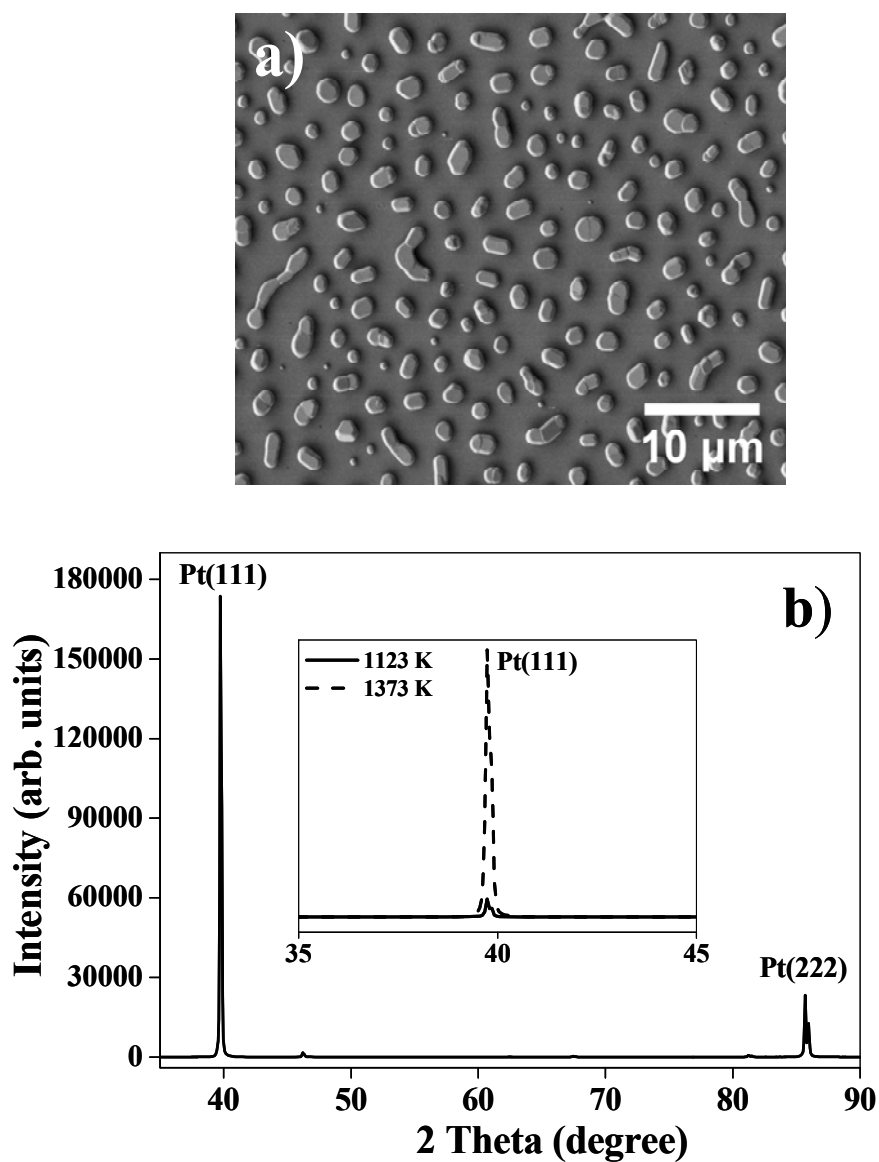 a)
10 μm
b)
Pt(111)
Pt(222)
1123 K
1373 K
Pt(111)
35
40
45
180000
150000
120000
90000
60000
30000
0
Intensity (arb. units)
40
50
60
70
80
90
2 Theta (degree)